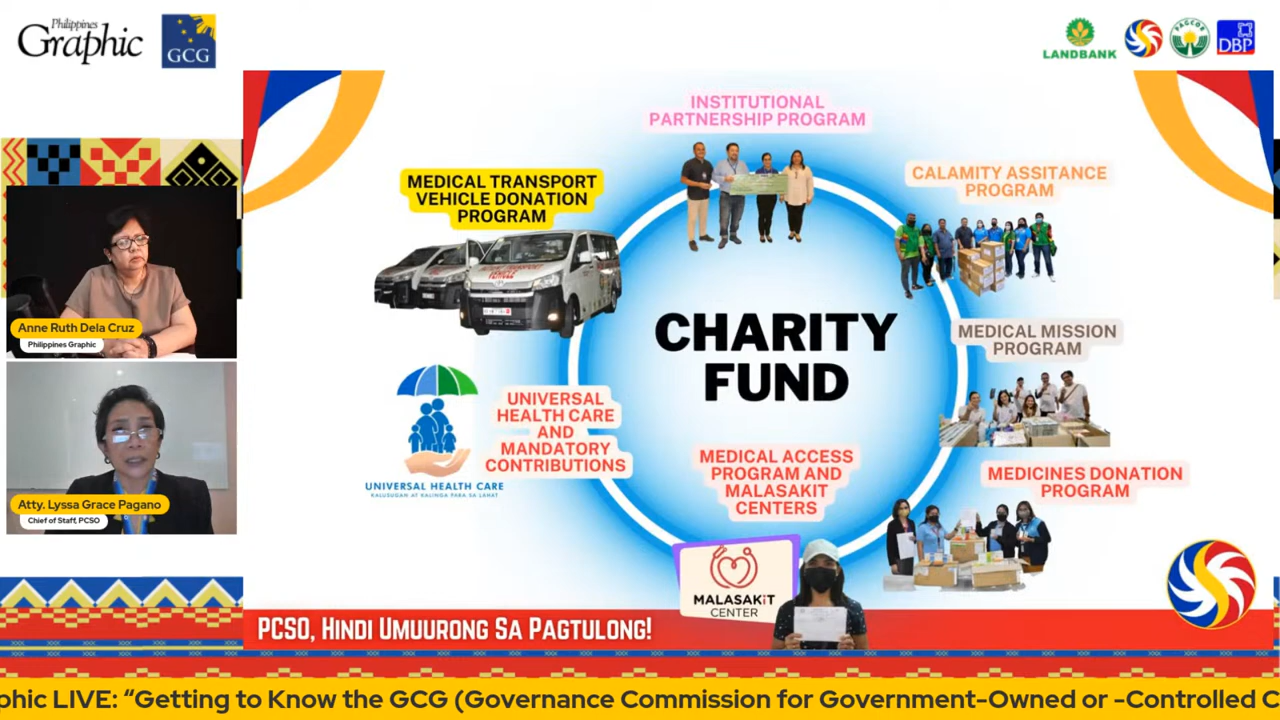 Philippines
Graphic
GCG
LANDBANK
PAGCOR
DBP
INSTITUTIONAL
PARTNERSHIP PROGRAM
MEDICAL TRANSPORT
VEHICLE DONATION
PROGRAM
CALAMITY ASSITANCE
PROGRAM
CHARITY
FUND
MEDICAL MISSION
PROGRAM
UNIVERSAL
HEALTH CARE
AND
MANDATORY
CONTRIBUTIONS
UNIVERSAL HEALTH CARE
KALUSUGAN AT KALINGA PARA SA LAHAT
MEDICAL ACCESS
PROGRAM AND
MALASAKIT
CENTERS
MEDICINES DONATION
PROGRAM
MALASAKiT
CENTER
Anne Ruth Dela Cruz
Philippines Graphic
Atty. Lyssa Grace Pagano
Chief of Staff, PCSO
PCSO, HINDI UMUURONG SA PAGTULONG!
phic LIVE: “Getting to Know the GCG (Governance Commission for Government-Owned or -Controlled C